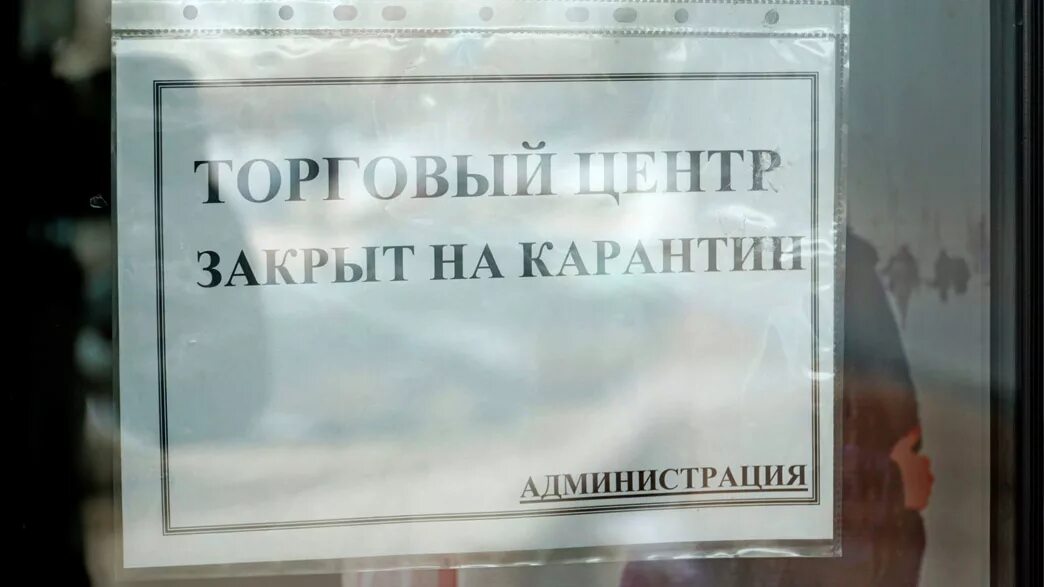 ТОРГОВЫЙ ЦЕНТР
ЗАКРЫТ НА КАРАНТИН
АДМИНИСТРАЦИЯ